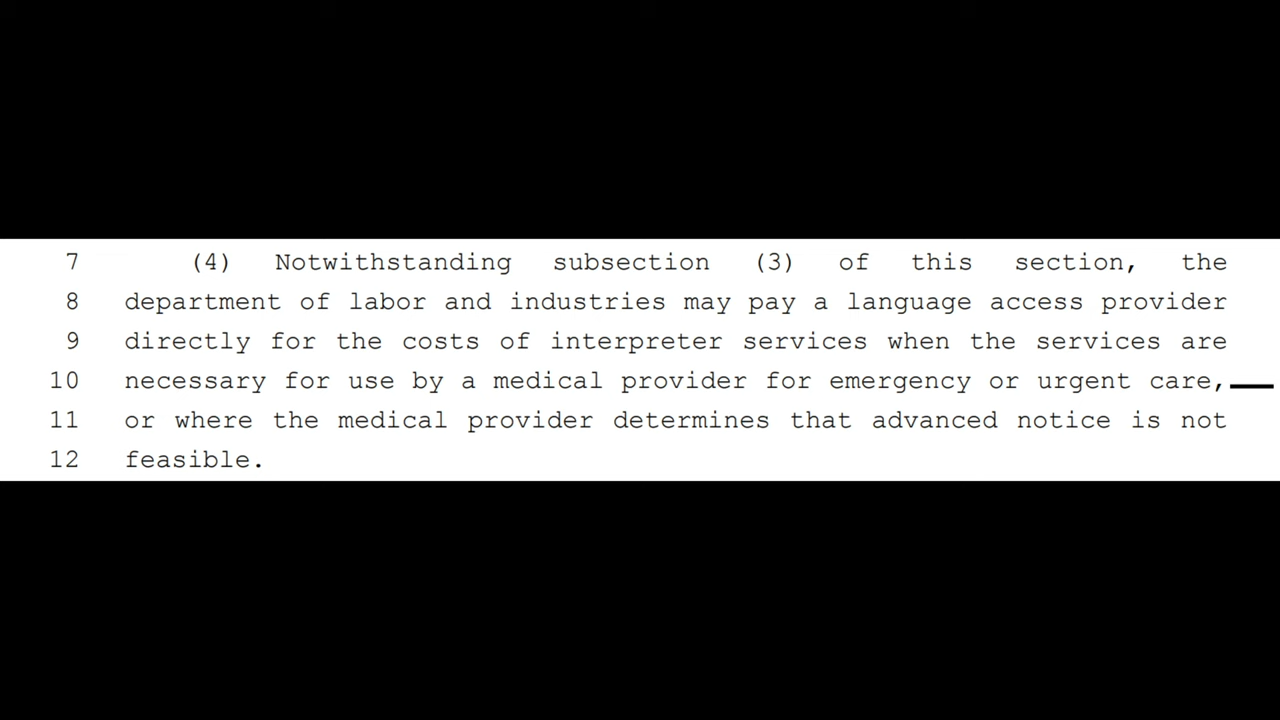 7 (4) Notwithstanding subsection (3) of this section, the
8 department of labor and industries may pay a language access provider
9 directly for the costs of interpreter services when the services are
10 necessary for use by a medical provider for emergency or urgent care,
11 or where the medical provider determines that advanced notice is not
12 feasible.